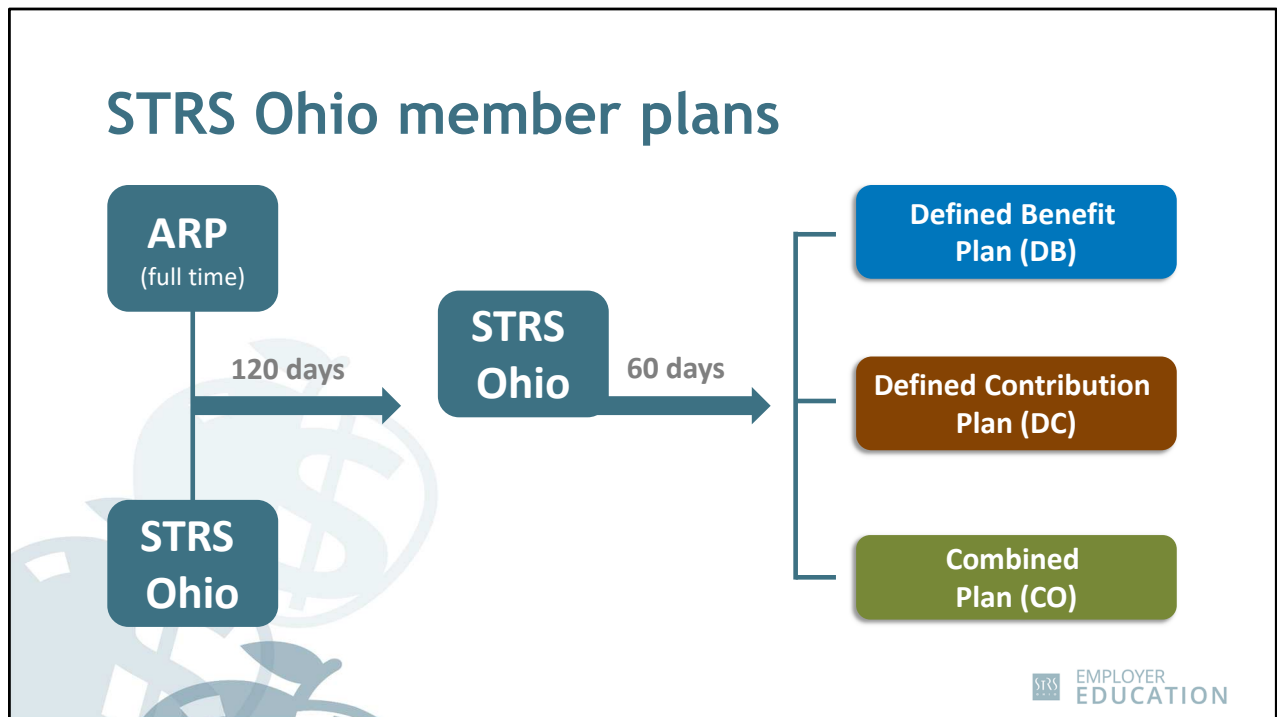 STRS Ohio member plans
ARP
(full time)
120 days
STRS
Ohio
STRS
Ohio
60 days
Defined Benefit
Plan (DB)
Defined Contribution
Plan (DC)
Combined
Plan (CO)
STRS
EMPLOYER
EDUCATION